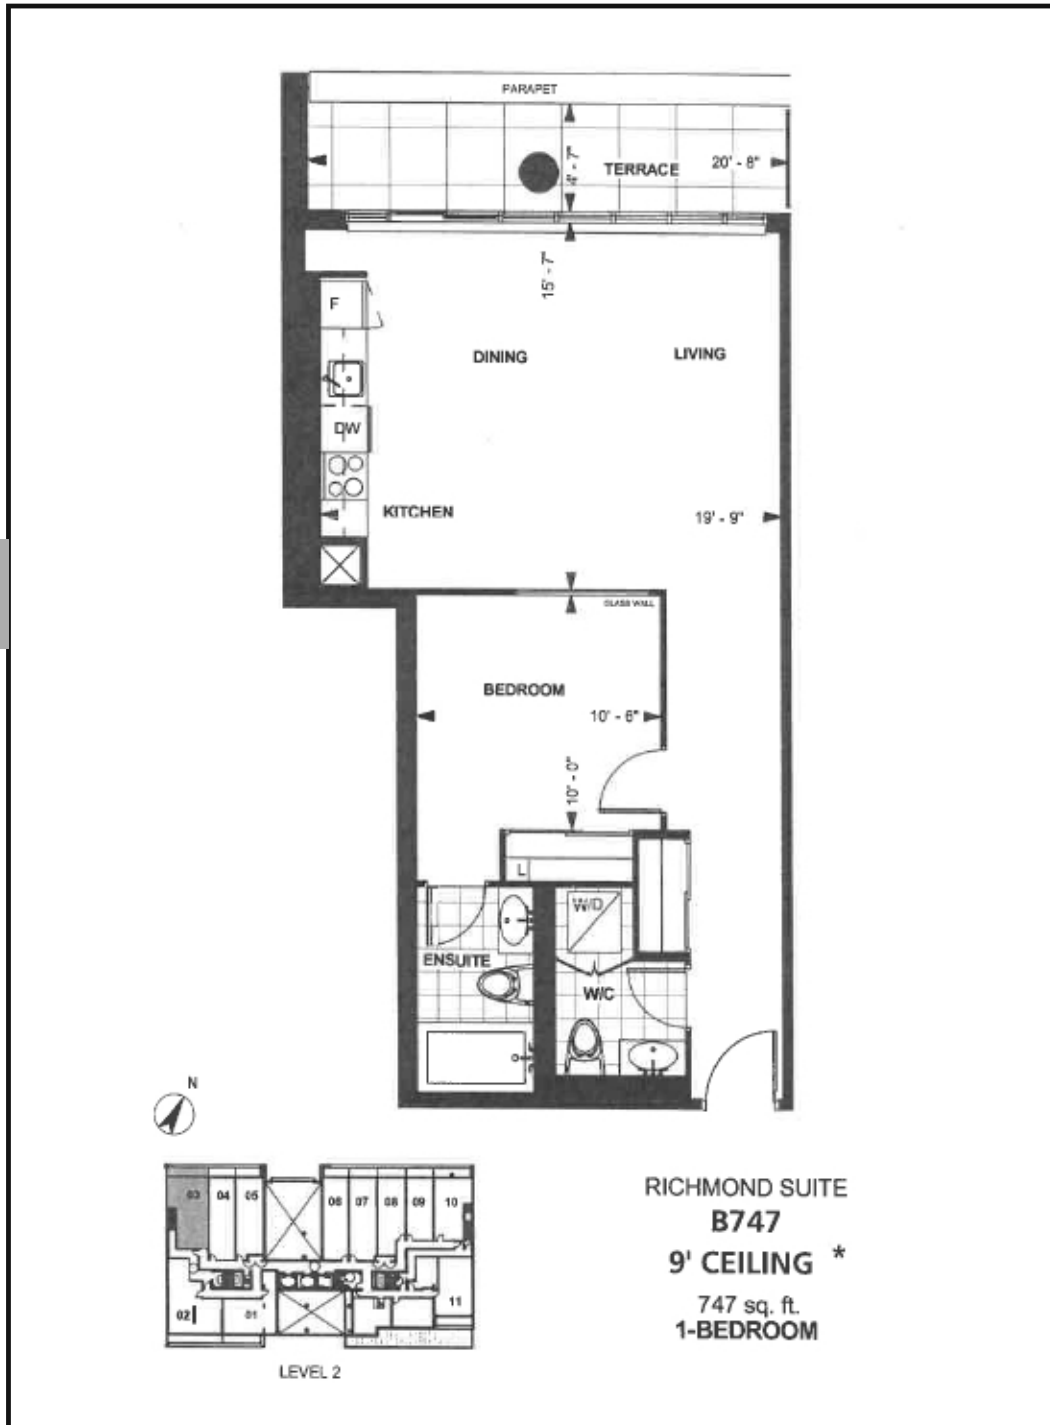 PARAPET
4' - 7"
TERRACE
20' - 8"
15' - 7"
F
DINING
LIVING
DW
KITCHEN
19' - 9"
GLASS WALL
BEDROOM
10' - 6"
10' - 0"
L
W/D
ENSUITE
W/C
N
03
04
05
06
07
08
09
10
02
01
11
LEVEL 2
RICHMOND SUITE
B747
9' CEILING *
747 sq. ft.
1-BEDROOM